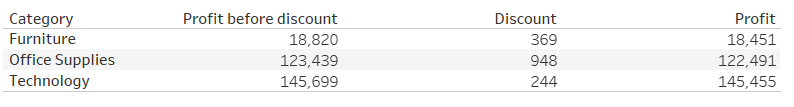 Category Profit before discount Discount Profit
Furniture 18,820 369 18,451
Office Supplies 123,439 948 122,491
Technology 145,699 244 145,455